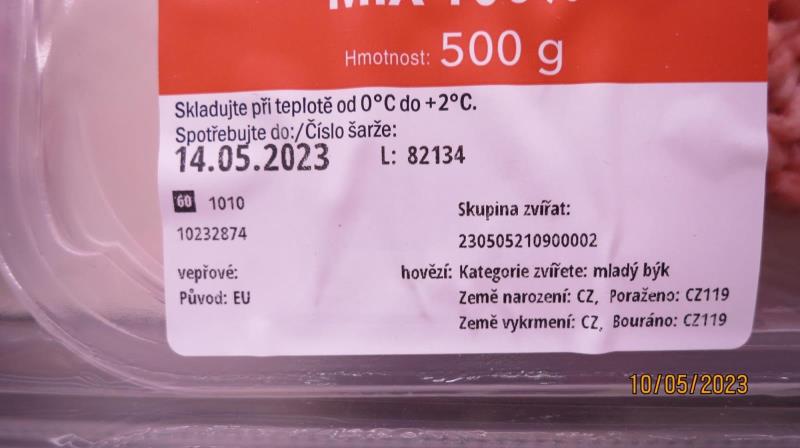 Hmotnost: 500 g
Skladujte při teplotě od 0°C do +2°C.
Spotřebujte do:/Číslo šarže:
14.05.2023 L: 82134
60 1010
10232874
Skupina zvířat:
230505210900002
vepřové:
Původ: EU
hovězí: Kategorie zvířete: mladý býk
Země narození: CZ, Poraženo: CZ119
Země vykrmení: CZ, Bouráno: CZ119
10/05/2023